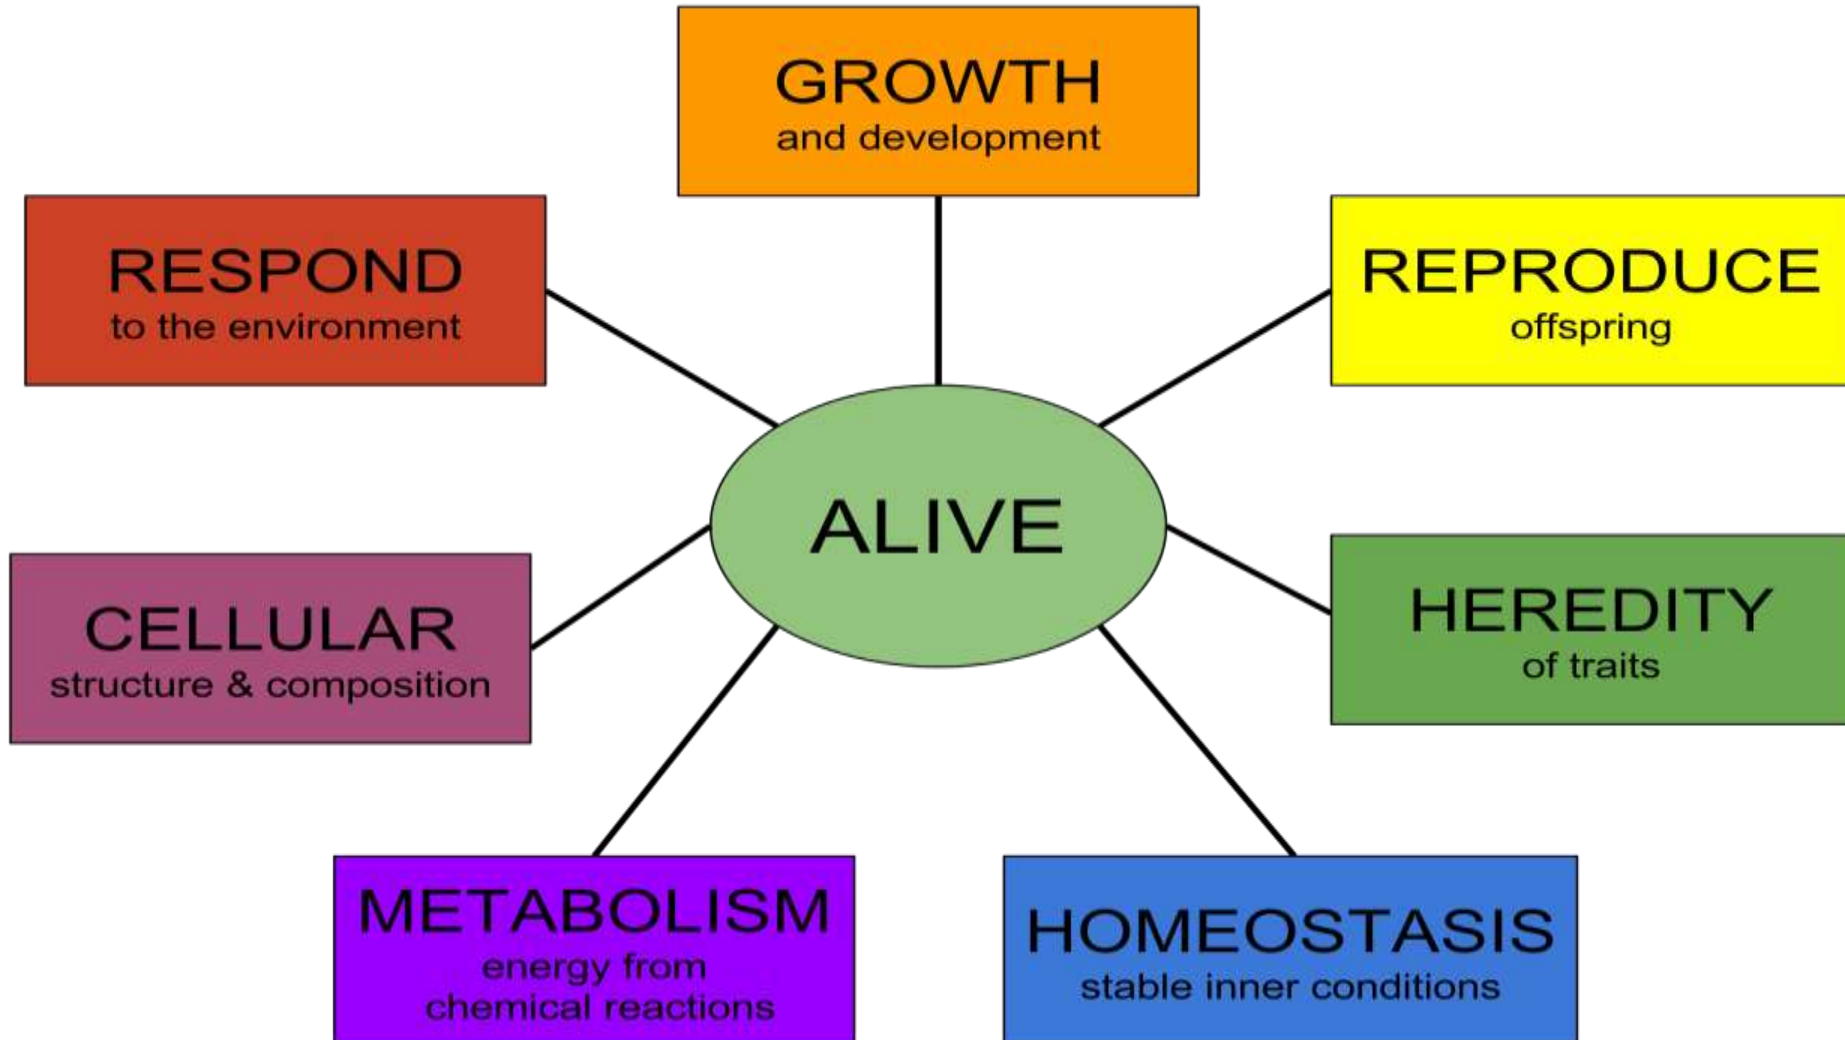 GROWTH
and development
RESPOND
to the environment
REPRODUCE
offspring
ALIVE
CELLULAR
structure & composition
HEREDITY
of traits
METABOLISM
energy from
chemical reactions
HOMEOSTASIS
stable inner conditions